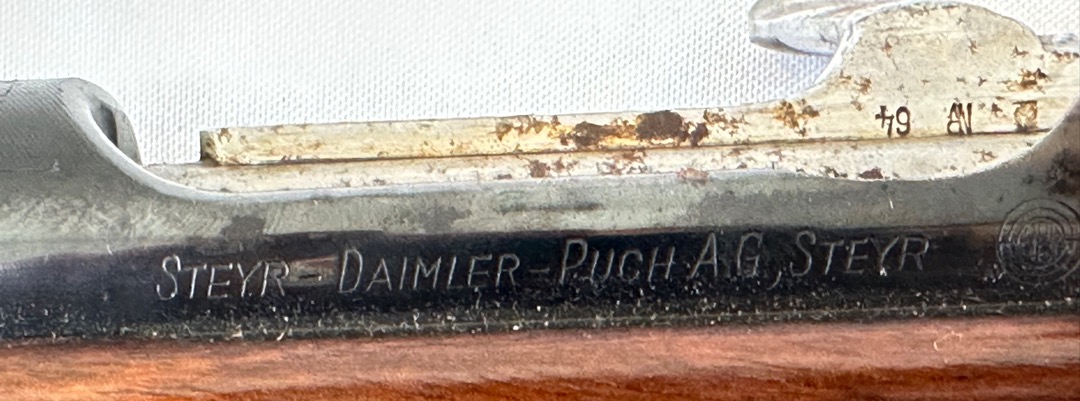 STEYR-DAIMLER-PUCH A.G., STEYR